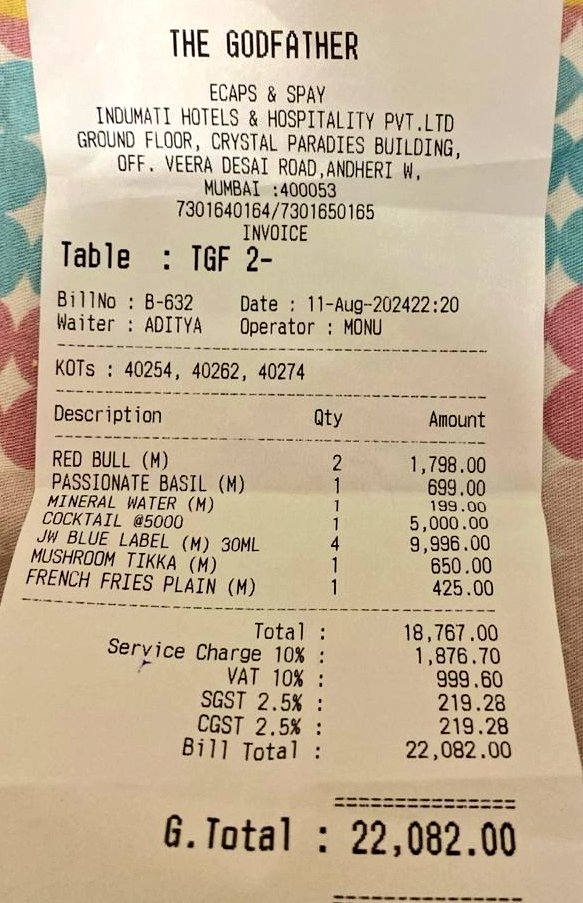 THE GODFATHER
ECAPS & SPAY
INDUMATI HOTELS & HOSPITALITY PVT.LTD
GROUND FLOOR, CRYSTAL PARADIES BUILDING,
OFF. VEERA DESAI ROAD,ANDHERI W,
MUMBAI :400053
7301640164/7301650165
INVOICE
Table : TGF 2-
BillNo : B-632 Date : 11-Aug-202422:20
Waiter : ADITYA Operator : MONU
KOTs : 40254, 40262, 40274
Description Qty Amount
RED BULL (M) 2 1,798.00
PASSIONATE BASIL (M) 1 699.00
MINERAL WATER (M) 1 199.00
COCKTAIL @5000 1 5,000.00
JW BLUE LABEL (M) 30ML 4 9,996.00
MUSHROOM TIKKA (M) 1 650.00
FRENCH FRIES PLAIN (M) 1 425.00
Total : 18,767.00
Service Charge 10% : 1,876.70
VAT 10% : 999.60
SGST 2.5% : 219.28
CGST 2.5% : 219.28
Bill Total : 22,082.00
G.Total : 22,082.00